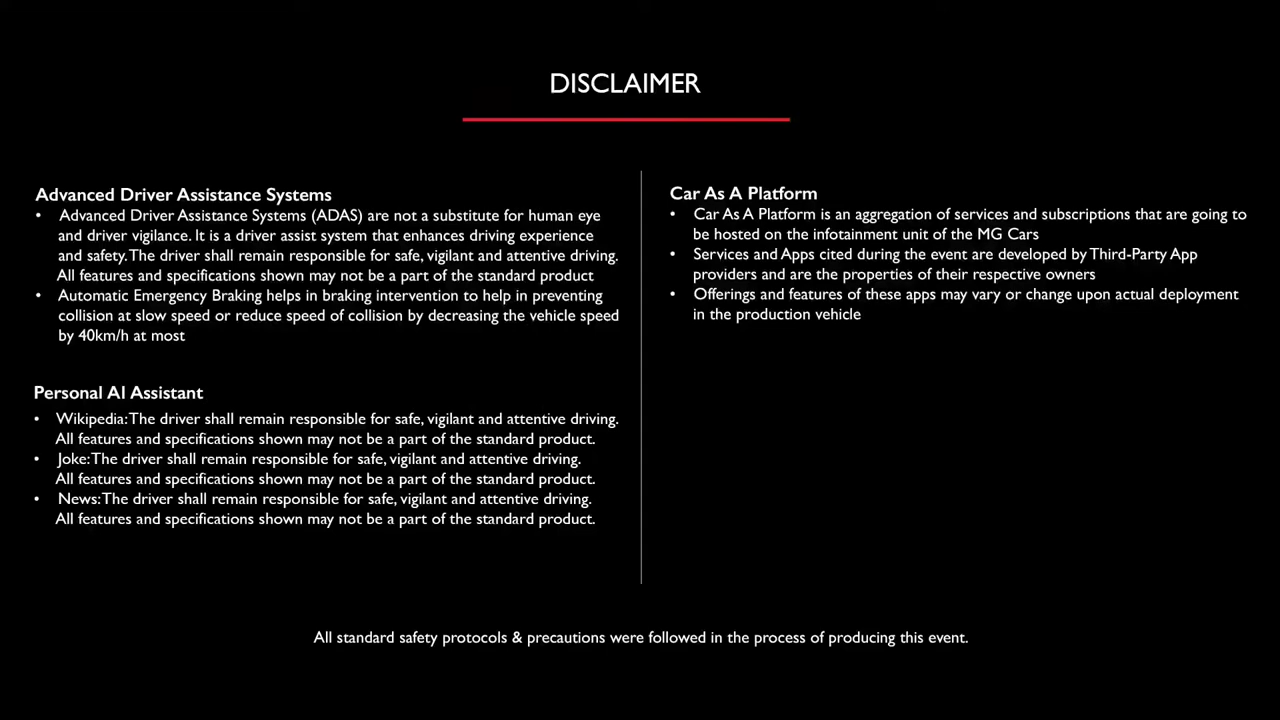 DISCLAIMER
Advanced Driver Assistance Systems
• Advanced Driver Assistance Systems (ADAS) are not a substitute for human eye
and driver vigilance. It is a driver assist system that enhances driving experience
and safety. The driver shall remain responsible for safe, vigilant and attentive driving.
All features and specifications shown may not be a part of the standard product
• Automatic Emergency Braking helps in braking intervention to help in preventing
collision at slow speed or reduce speed of collision by decreasing the vehicle speed
by 40km/h at most
Personal AI Assistant
• Wikipedia: The driver shall remain responsible for safe, vigilant and attentive driving.
All features and specifications shown may not be a part of the standard product.
• Joke: The driver shall remain responsible for safe, vigilant and attentive driving.
All features and specifications shown may not be a part of the standard product.
• News: The driver shall remain responsible for safe, vigilant and attentive driving.
All features and specifications shown may not be a part of the standard product.
Car As A Platform
• Car As A Platform is an aggregation of services and subscriptions that are going to
be hosted on the infotainment unit of the MG Cars
• Services and Apps cited during the event are developed by Third-Party App
providers and are the properties of their respective owners
• Offerings and features of these apps may vary or change upon actual deployment
in the production vehicle
All standard safety protocols & precautions were followed in the process of producing this event.